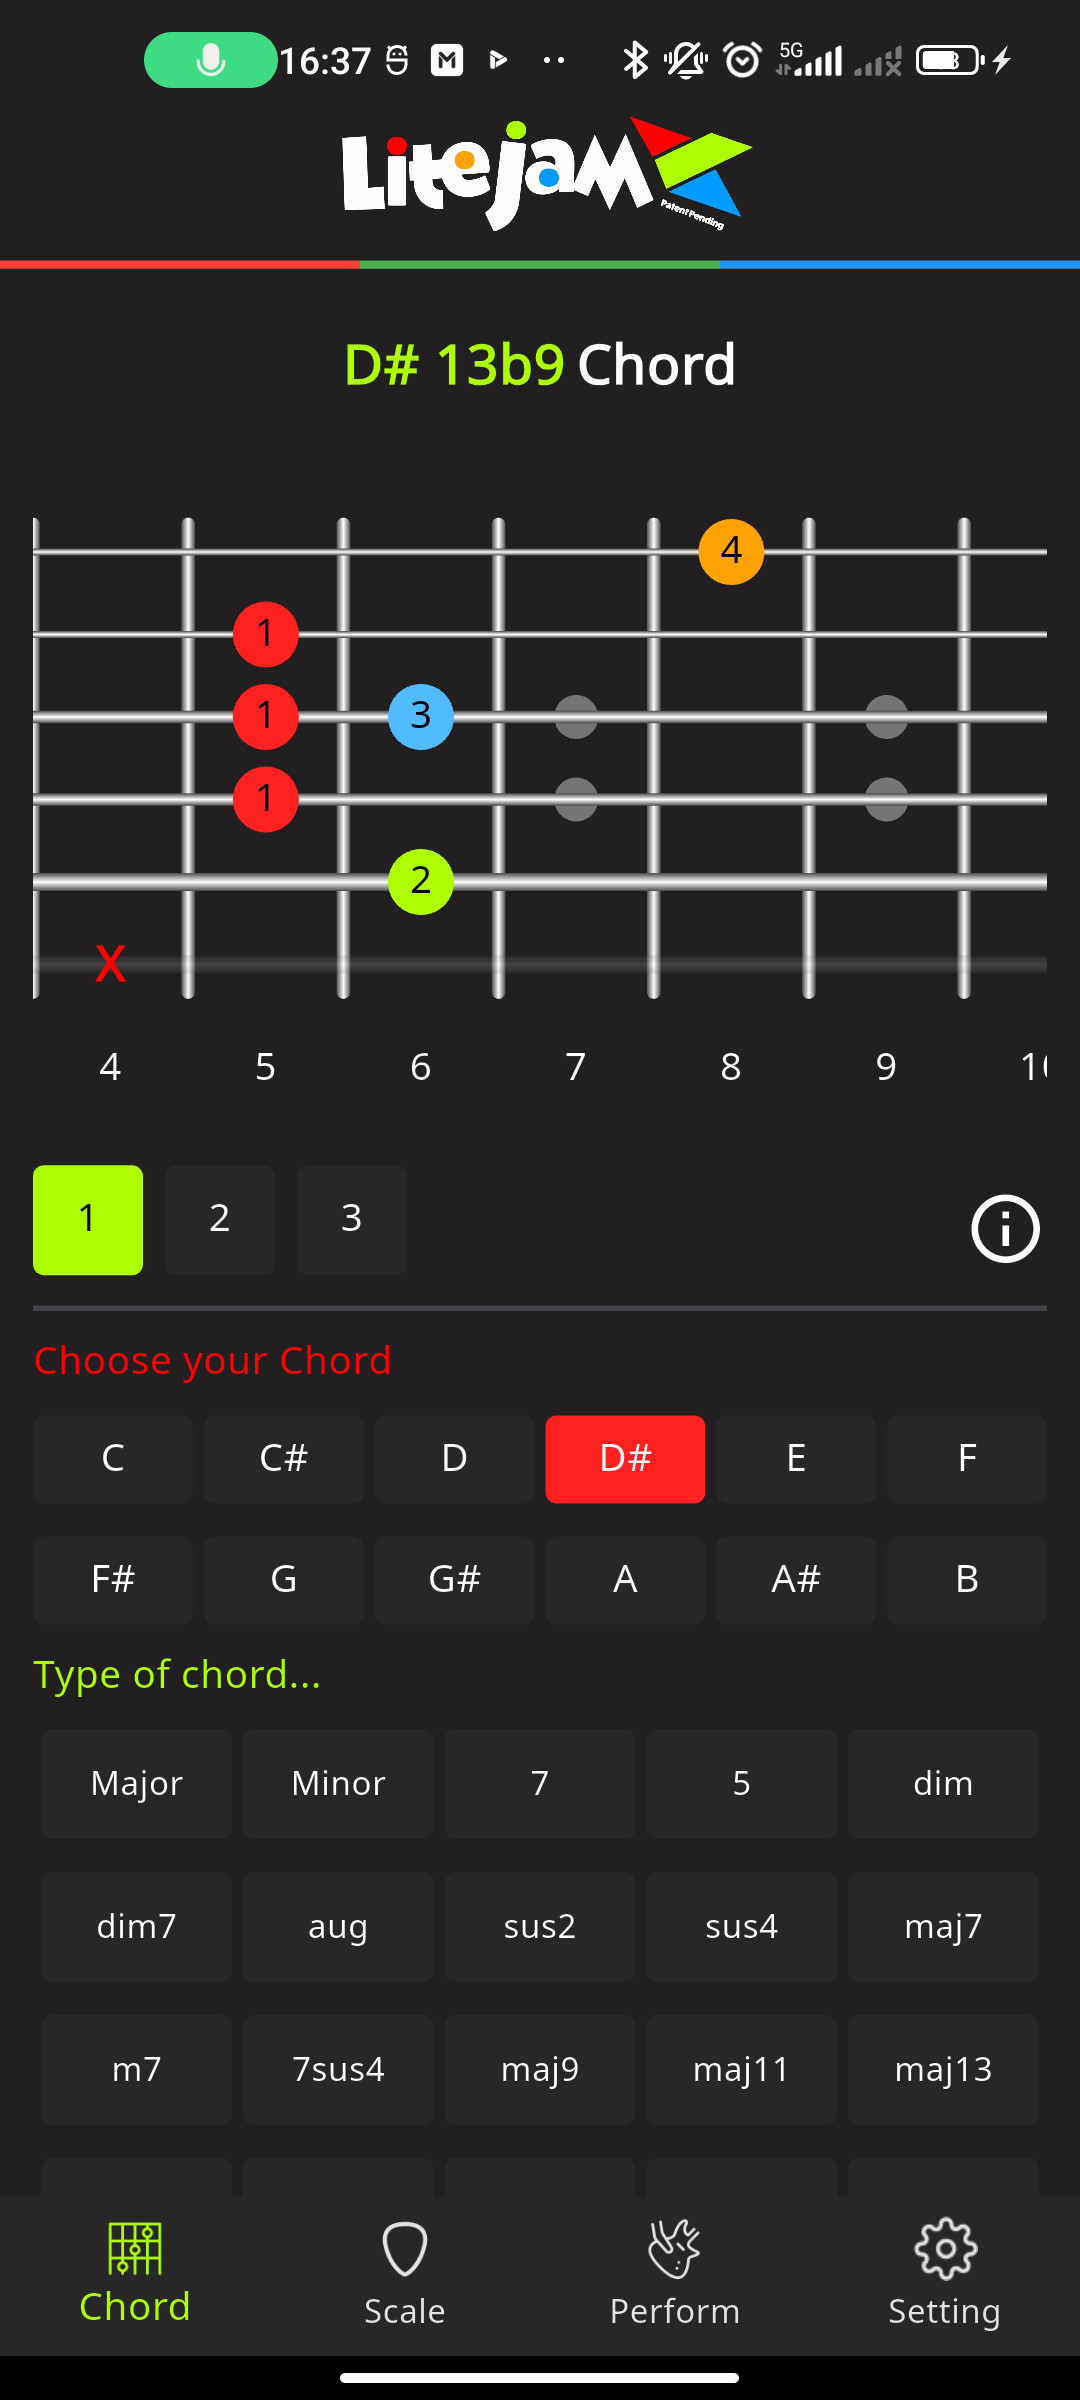 16:37
5G
Litejam
Patent Pending
D# 13b9 Chord
4
1
1 3
1
2
X
4 5 6 7 8 9
1 2 3
Choose your Chord
C C# D D# E F
F# G G# A A# B
Type of chord...
Major Minor 7 5 dim
dim7 aug sus2 sus4 maj7
m7 7sus4 maj9 maj11 maj13
Chord Scale Perform Setting